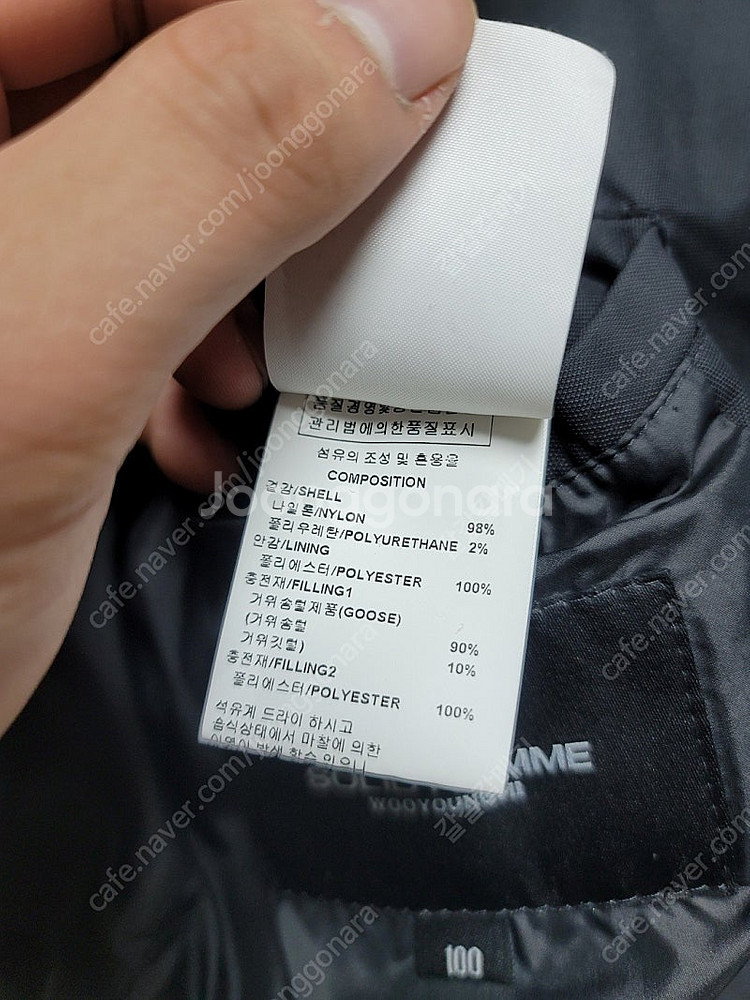 관리법에의한품질표시
섬유의 조성 및 혼용율
COMPOSITION
겉감/SHELL
나일론/NYLON 98%
폴리우레탄/POLYURETHANE 2%
안감/LINING
폴리에스터/POLYESTER 100%
충전재/FILLING1
거위솜털제품(GOOSE)
(거위솜털 90%
거위깃털) 10%
충전재/FILLING2
폴리에스터/POLYESTER 100%
석유계 드라이 하시고
습식상태에서 마찰에 의한
100
Joonggonara
cafe.naver.com/joonggonara